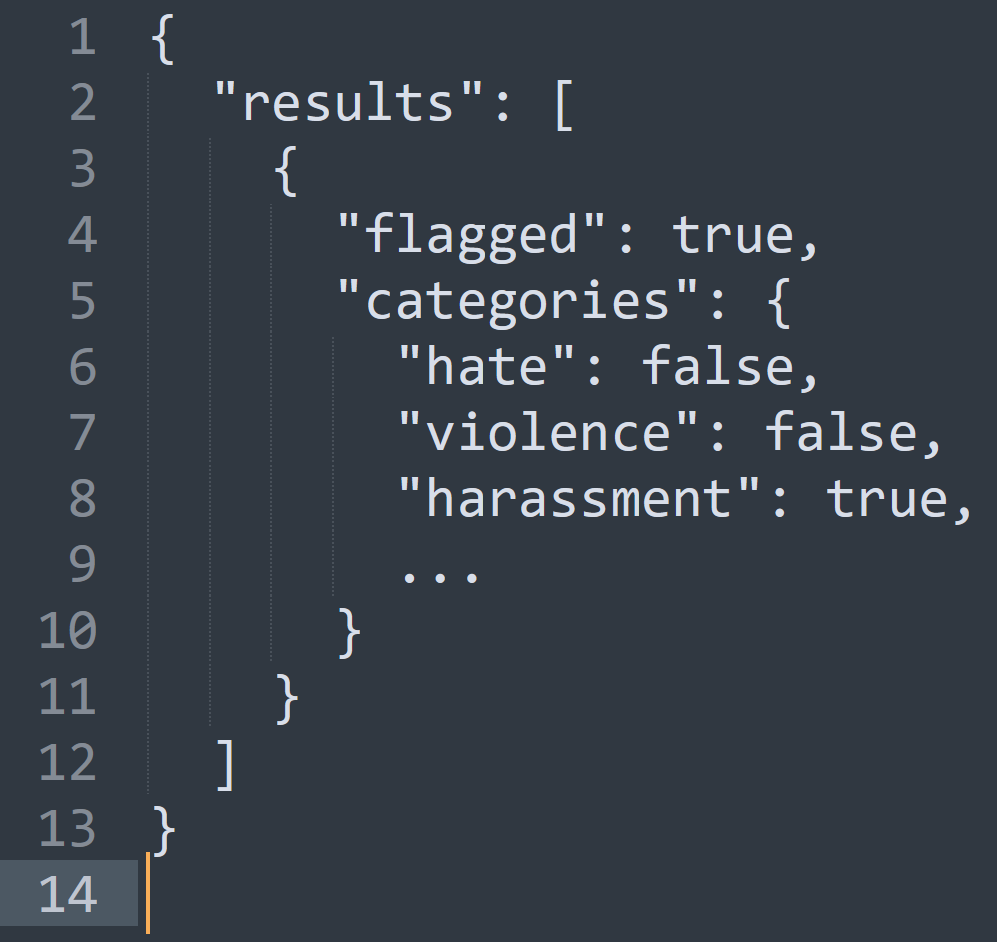 1 {
2 "results": [
3 {
4 "flagged": true,
5 "categories": {
6 "hate": false,
7 "violence": false,
8 "harassment": true,
9 ...
10 }
11 }
12 ]
13 }
14